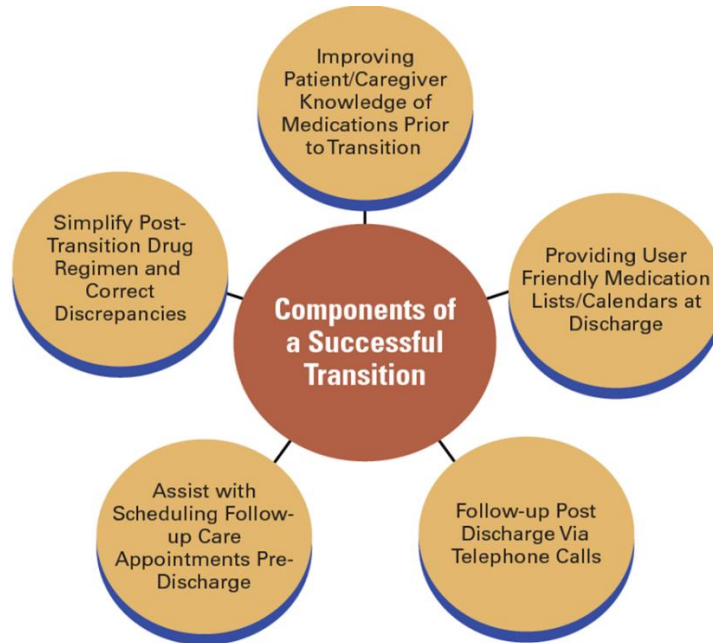 Improving
Patient/Caregiver
Knowledge of
Medications Prior
to Transition
Simplify Post-
Transition Drug
Regimen and
Correct
Discrepancies
Components of
a Successful
Transition
Providing User
Friendly Medication
Lists/Calendars at
Discharge
Assist with
Scheduling Follow-
up Care
Appointments Pre-
Discharge
Follow-up Post
Discharge Via
Telephone Calls